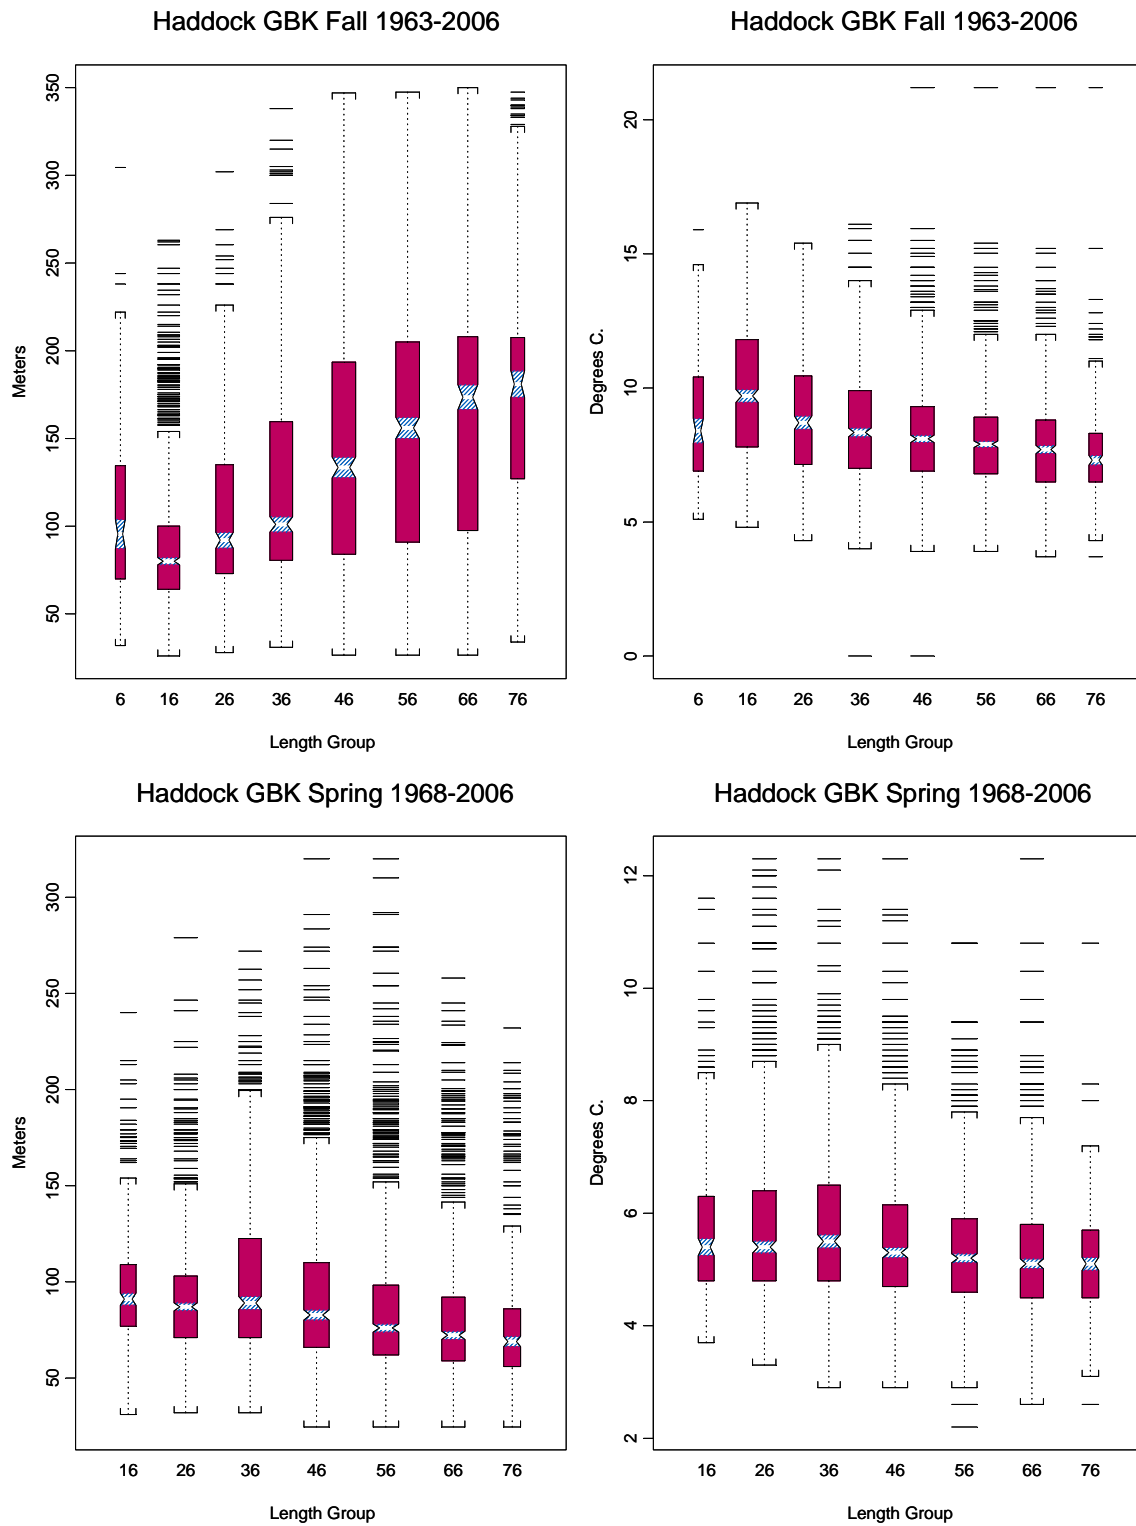 Haddock GBK Fall 1963-2006
Meters
350
300
250
200
150
100
50
6 16 26 36 46 56 66 76
Length Group
Haddock GBK Fall 1963-2006
Degrees C.
20
15
10
5
0
6 16 26 36 46 56 66 76
Length Group
Haddock GBK Spring 1968-2006
Meters
300
250
200
150
100
50
16 26 36 46 56 66 76
Length Group
Haddock GBK Spring 1968-2006
Degrees C.
12
10
8
6
4
2
16 26 36 46 56 66 76
Length Group